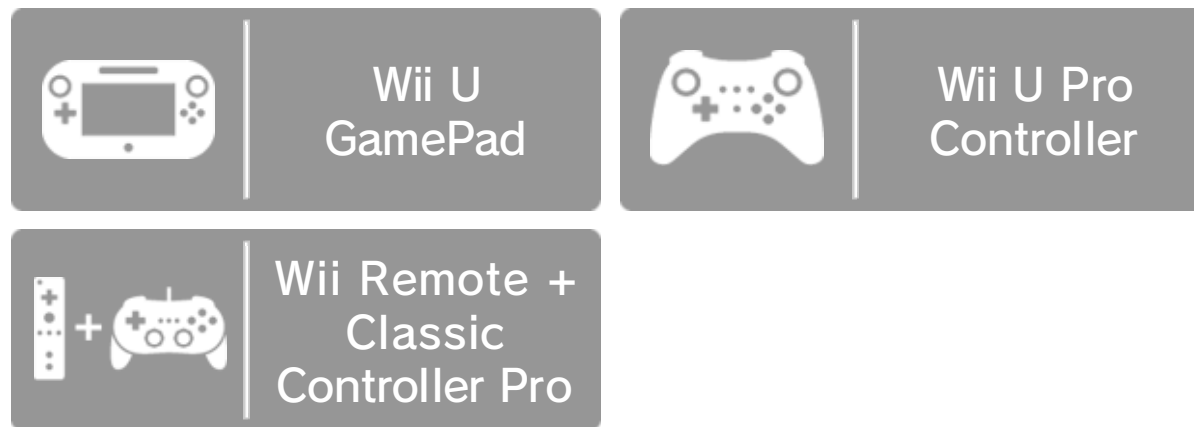 Wii U
GamePad
Wii U Pro
Controller
Wii Remote +
Classic
Controller Pro